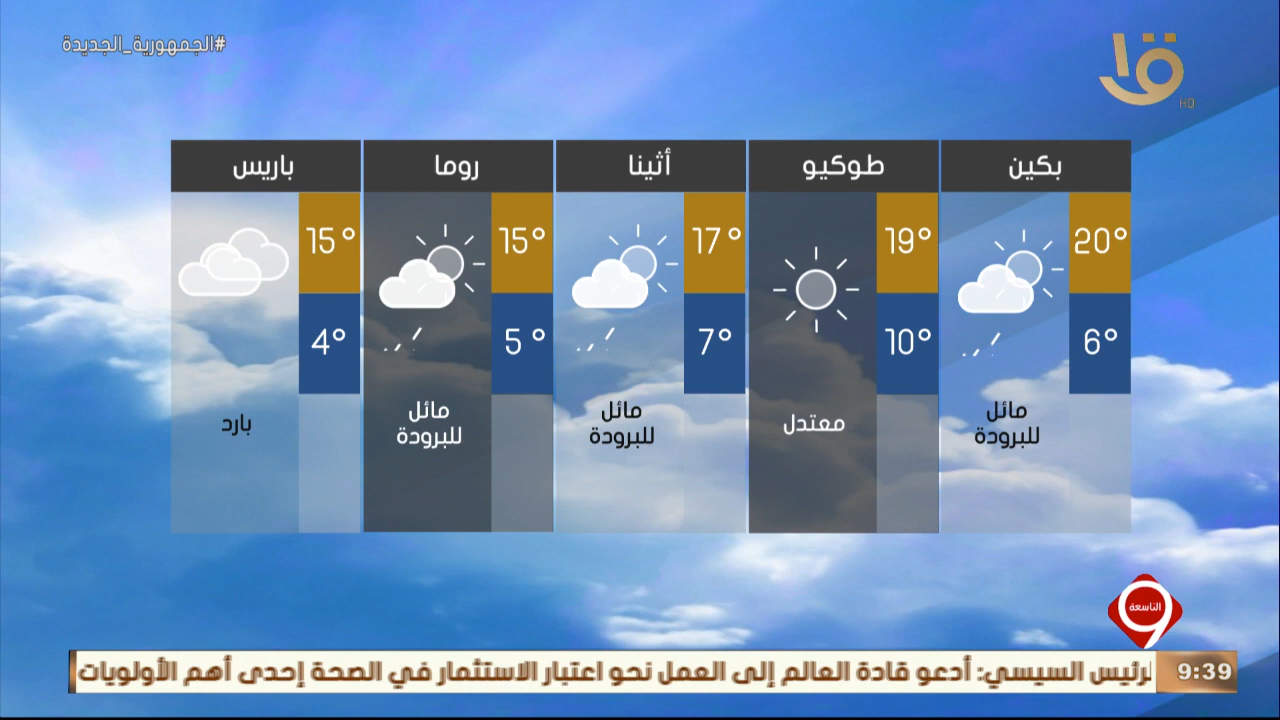 #الجمهورية_الجديدة
HD
بكين
طوكيو
أثينا
روما
باريس
20°
19°
17°
15°
15°
6°
10°
7°
5°
4°
مائل
للبرودة
معتدل
مائل
للبرودة
مائل
للبرودة
بارد
التاسعة
9
9:39
لرئيس السيسي: أدعو قادة العالم إلى العمل نحو اعتبار الاستثمار في الصحة إحدى أهم الأولويات